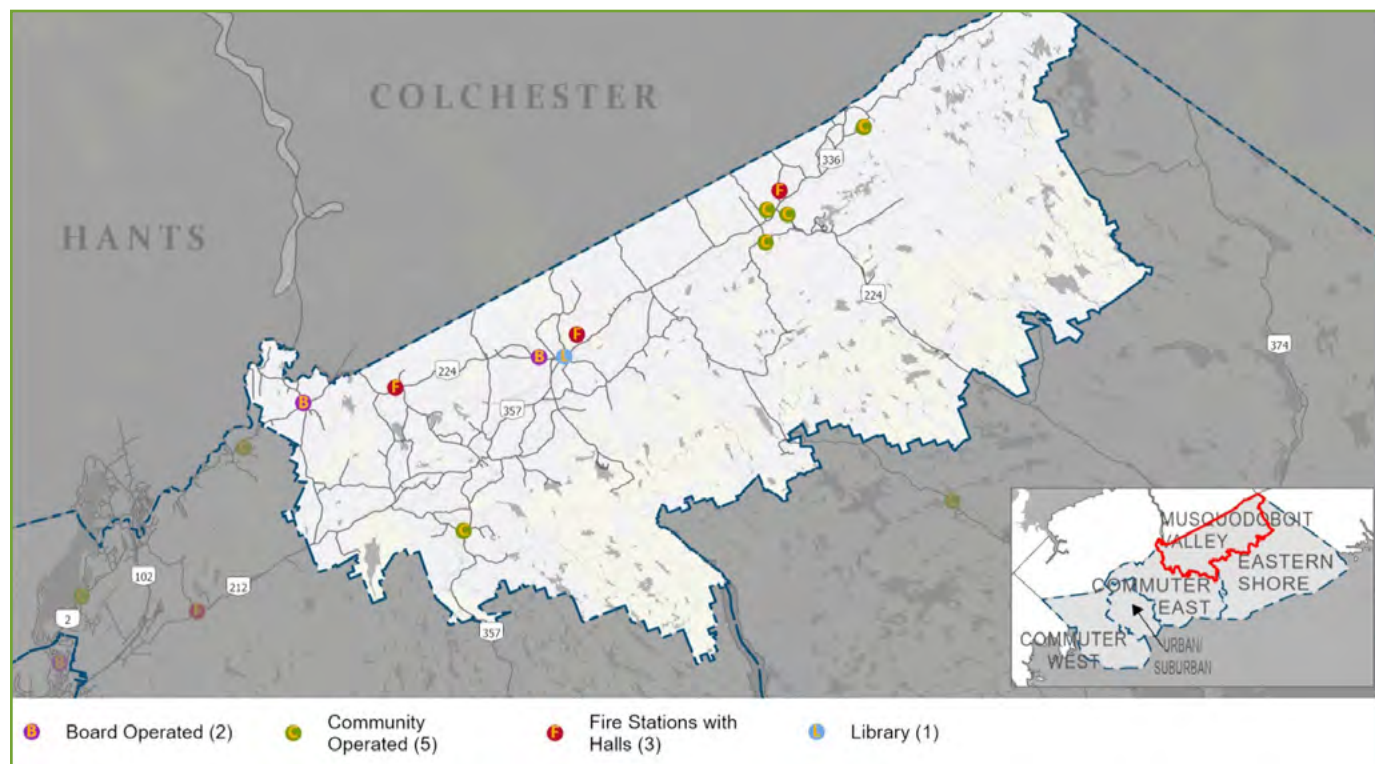 COLCHESTER
HANTS
C
336
F
C
C
C
224
374
F
B
L
224
F
357
B
C
C
C
102
212
C
2
357
MUSQUODOBOIT
VALLEY
EASTERN
SHORE
COMMUTER
EAST
COMMUTER
WEST
URBAN/
SUBURBAN
B Board Operated (2)
C Community
Operated (5)
F Fire Stations with
Halls (3)
L Library (1)